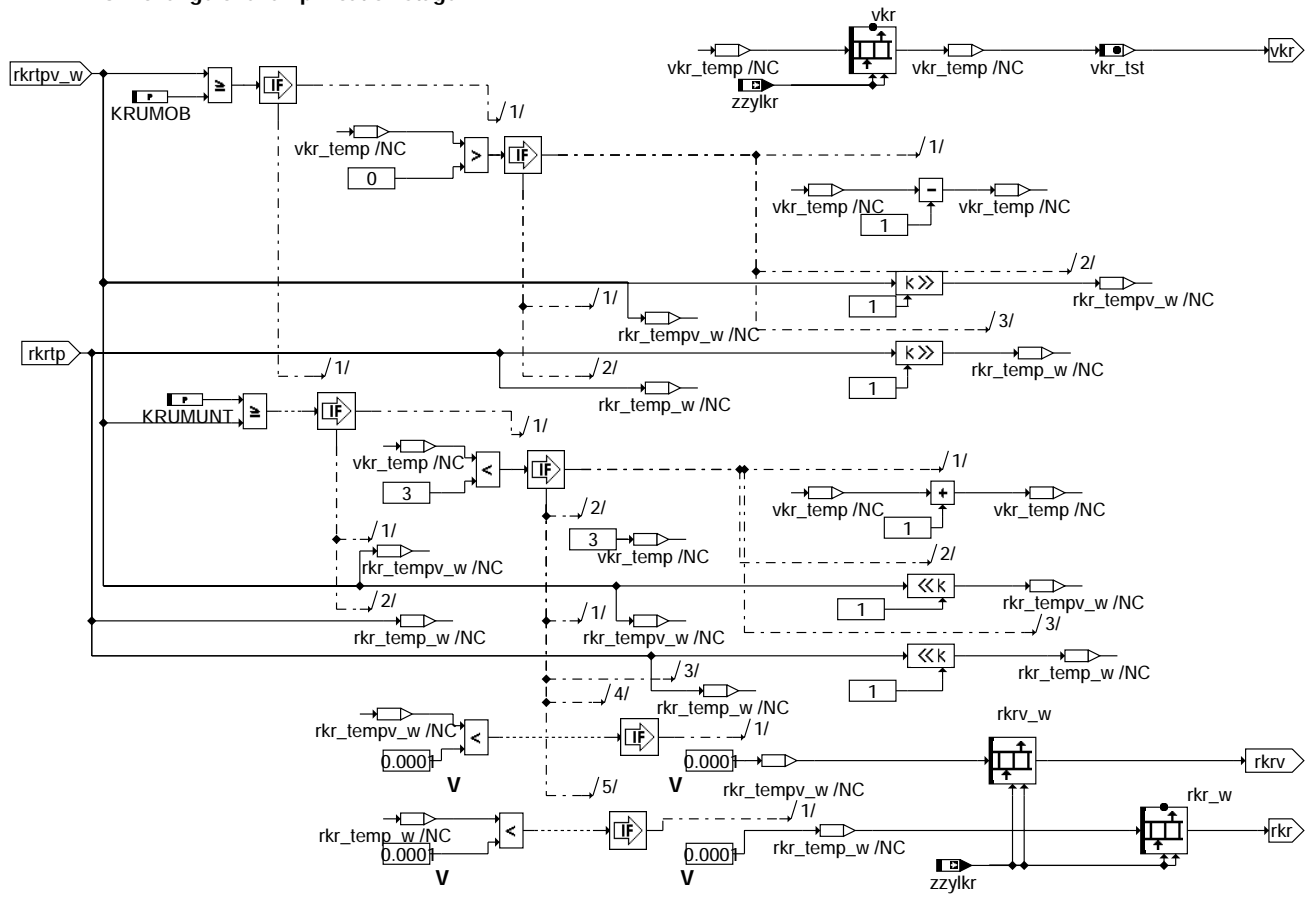 vkr
rkrtpv_w
vkr_temp /NC
vkr_temp /NC
vkr_tst
vkr
zzylkr
P
≥
IF
KRUMOB
1/
vkr_temp /NC
0
>
IF
1/
vkr_temp /NC
−
1
vkr_temp /NC
2/
1/
1
k >>
rkr_tempv_w /NC
rkr_tempv_w /NC
3/
rkrtp
1/
2/
k >>
1
rkr_temp_w /NC
rkr_temp_w /NC
P
KRUMUNT
≥
IF
1/
vkr_temp /NC
3
<
IF
1/
2/
vkr_temp /NC
+
1
vkr_temp /NC
1/
3
vkr_temp /NC
2/
rkr_tempv_w /NC
<< k
2/
1/
1
rkr_tempv_w /NC
rkr_temp_w /NC
rkr_tempv_w /NC
3/
<< k
3/
1
rkr_temp_w /NC
4/
rkr_temp_w /NC
rkr_tempv_w /NC
<
IF
1/
rkrv_w
0.0001
V
0.0001
V
rkr_tempv_w /NC
rkrv
5/
1/
rkr_w
rkr_temp_w /NC
<
IF
0.0001
V
0.0001
V
rkr_temp_w /NC
rkr
zzylkr